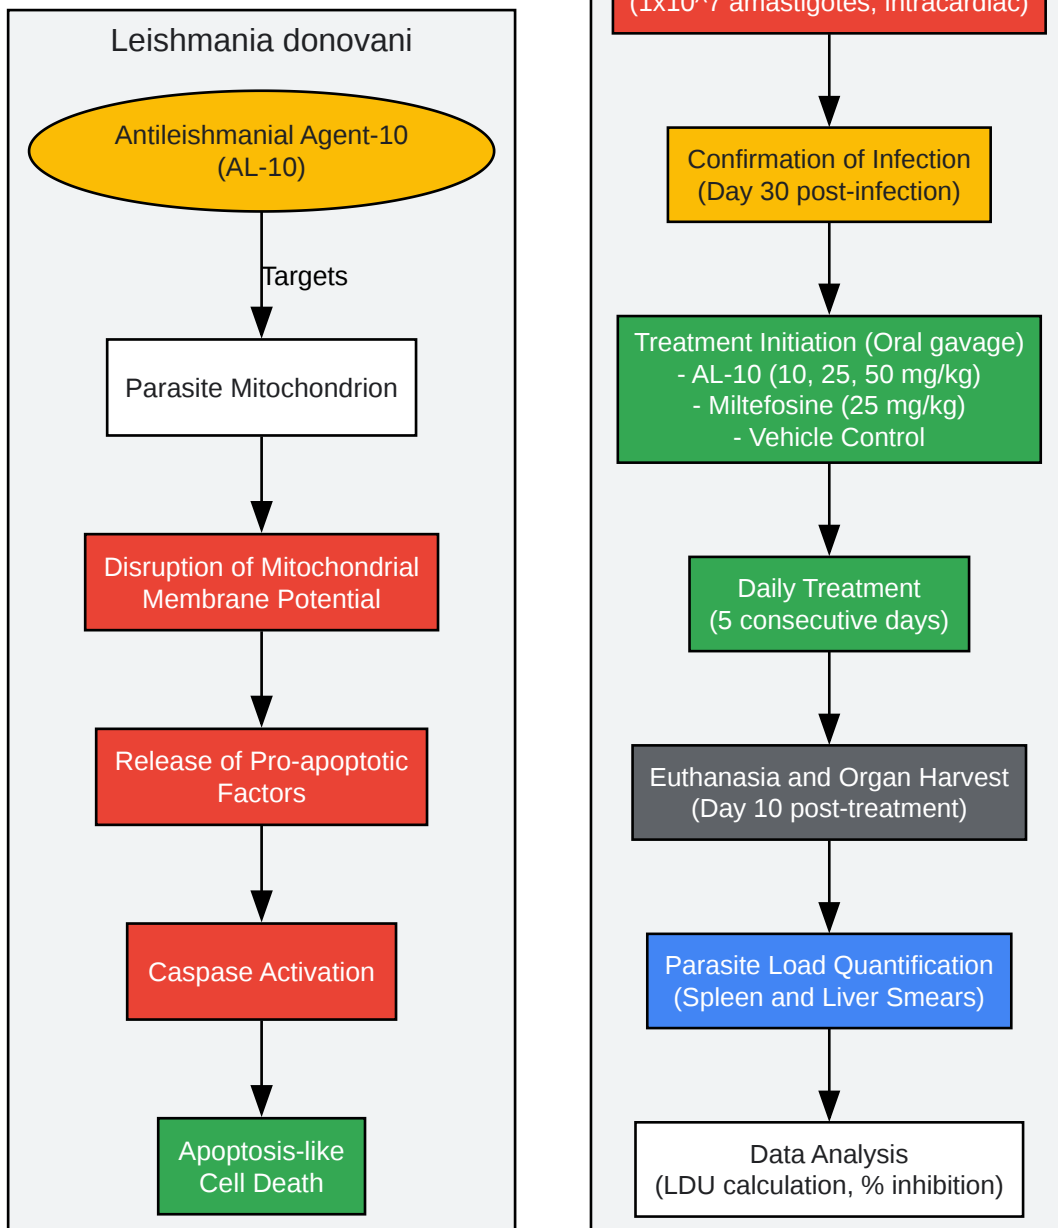 Leishmania donovani
Antileishmanial Agent-10
(AL-10)
Targets
Parasite Mitochondrion
Disruption of Mitochondrial
Membrane Potential
Release of Pro-apoptotic
Factors
Caspase Activation
Apoptosis-like
Cell Death
(1x10^7 amastigotes, intracardiac)
Confirmation of Infection
(Day 30 post-infection)
Treatment Initiation (Oral gavage)
- AL-10 (10, 25, 50 mg/kg)
- Miltefosine (25 mg/kg)
- Vehicle Control
Daily Treatment
(5 consecutive days)
Euthanasia and Organ Harvest
(Day 10 post-treatment)
Parasite Load Quantification
(Spleen and Liver Smears)
Data Analysis
(LDU calculation, % inhibition)